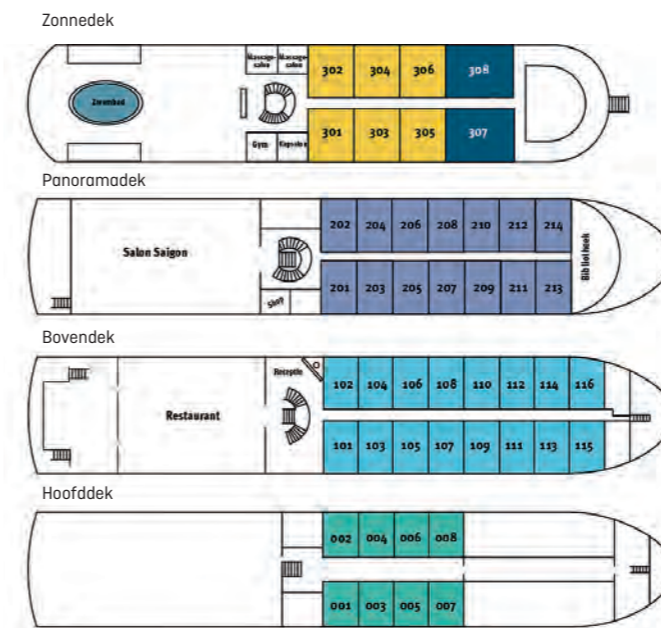 Zonnedek
Massage-salon Massage-salon
302 304 306 308
Zwembad
Gym
301 303 305 307
Panoramadek
202 204 206 208 210 212 214
Salon Saigon
Bibliotheek
Shop
201 203 205 207 209 211 213
Bovendek
Receptie
102 104 106 108 110 112 114 116
Restaurant
101 103 105 107 109 111 113 115
Hoofddek
002 004 006 008
001 003 005 007